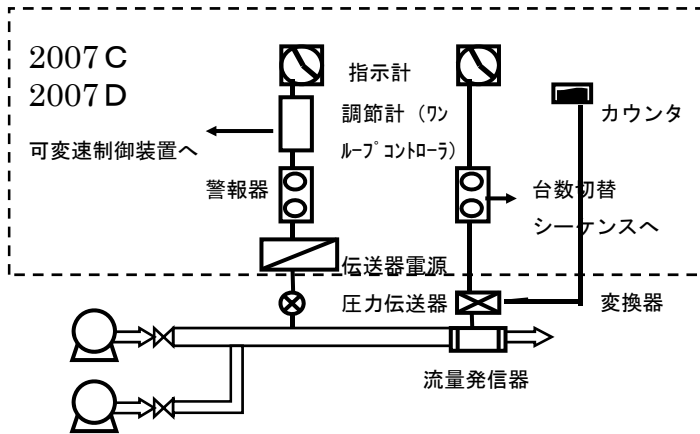 2007C
2007D
指示計
調節計（ﾜﾝ
ﾙｰﾌﾟｺﾝﾄﾛｰﾗ）
カウンタ
可変速制御装置へ
警報器
台数切替
シーケンスへ
伝送器電源
圧力伝送器
変換器
流量発信器